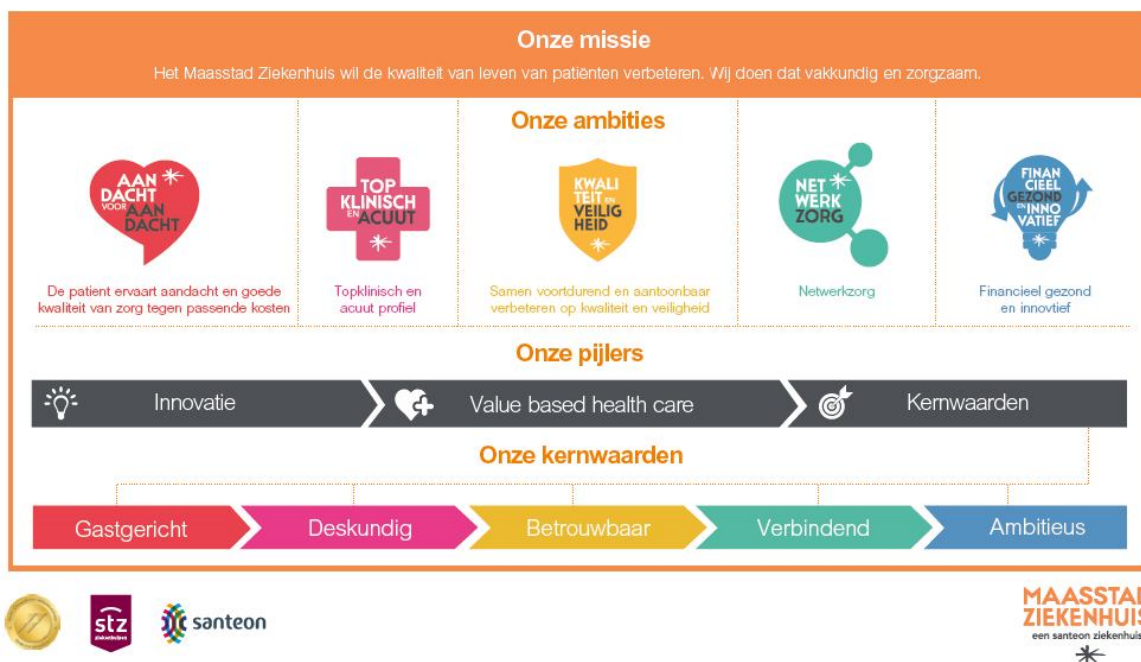 Onze missie
Het Maasstad Ziekenhuis wil de kwaliteit van leven van patiënten verbeteren. Wij doen dat vakkundig en zorgzaam.
Onze ambities
AAN
DACHT
VOOR AAN
DACHT
TOP
KLINISCH
EN ACUUT
KWALI
TEIT EN
VEILIG
HEID
NET
WERK
ZORG
FINAN
CIEEL
GEZOND
EN INNO
VATIEF
De patient ervaart aandacht en goede
kwaliteit van zorg tegen passende kosten
Topklinisch en
acuut profiel
Samen voortdurend en aantoonbaar
verbeteren op kwaliteit en veiligheid
Netwerkzorg
Financieel gezond
en innovtief
Onze pijlers
Innovatie
Value based health care
Kernwaarden
Onze kernwaarden
Gastgericht
Deskundig
Betrouwbaar
Verbindend
Ambitieus
stz
ziekenhuizen
santeon
MAASSTAD
ZIEKENHUIS
een santeon ziekenhuis